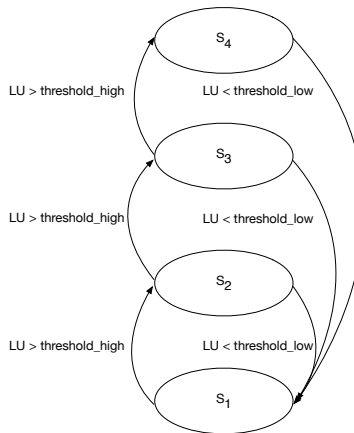 S4
LU > threshold_high
LU < threshold_low
S3
LU > threshold_high
LU < threshold_low
S2
LU > threshold_high
LU < threshold_low
S1